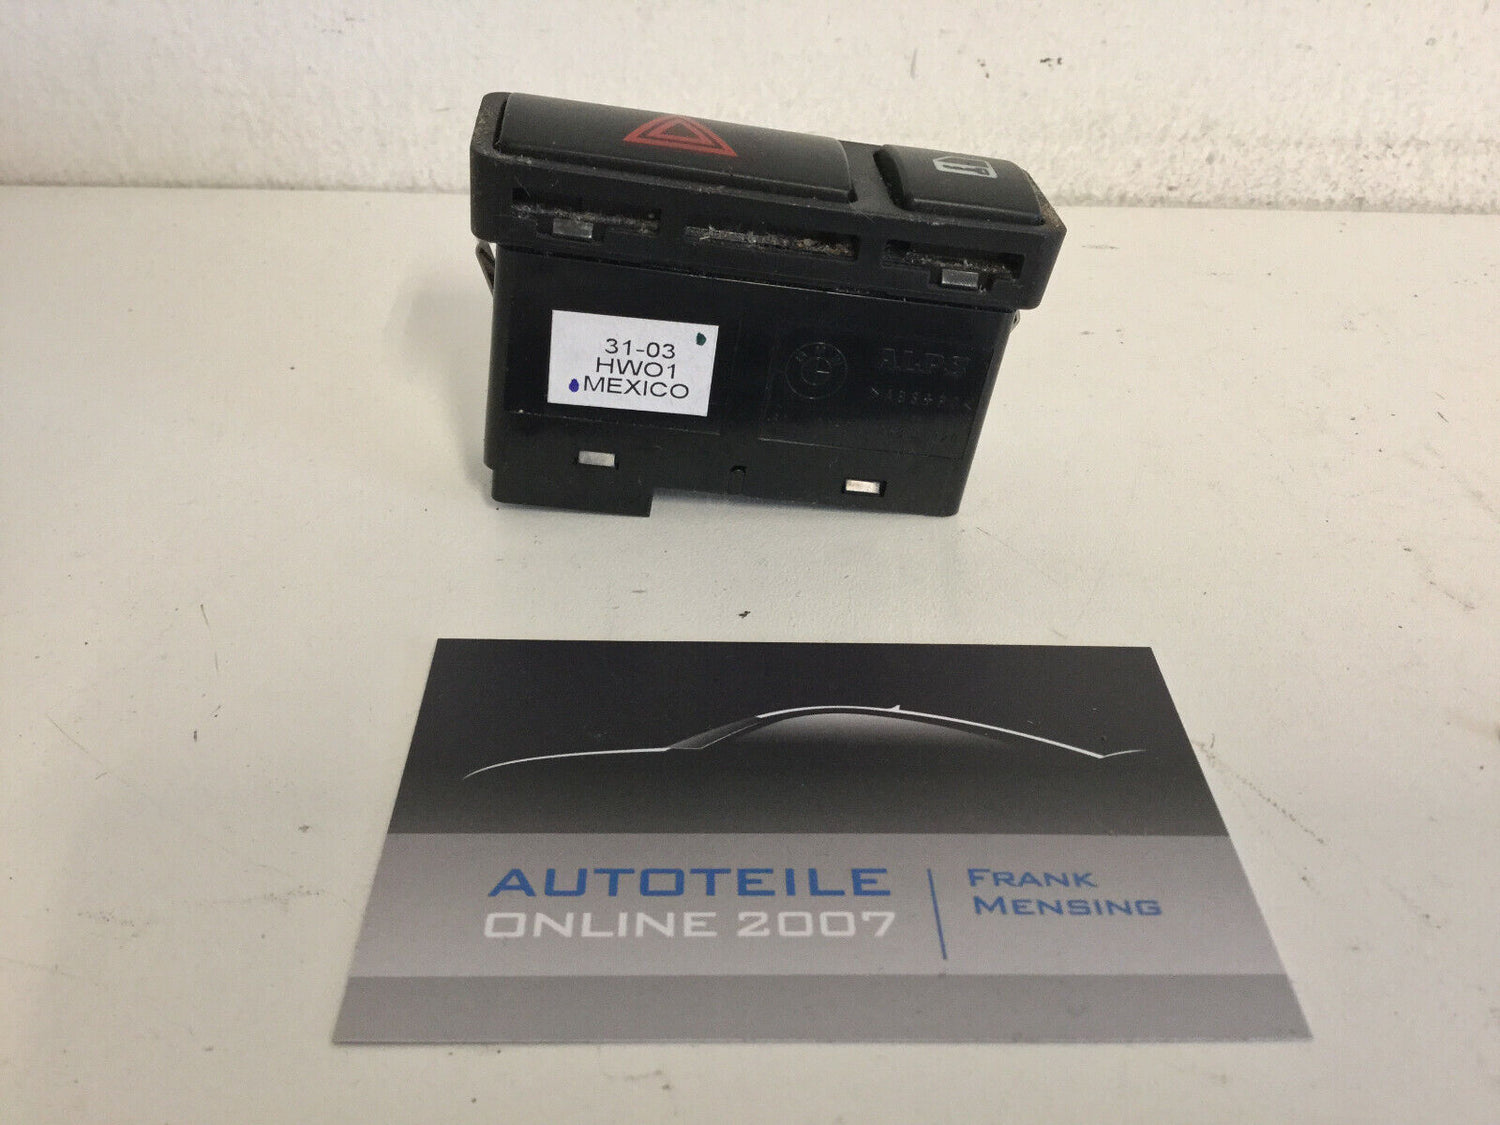 31-03
HW01
MEXICO
ALPS
AUTOTEILE
ONLINE 2007
FRANK
MENSING